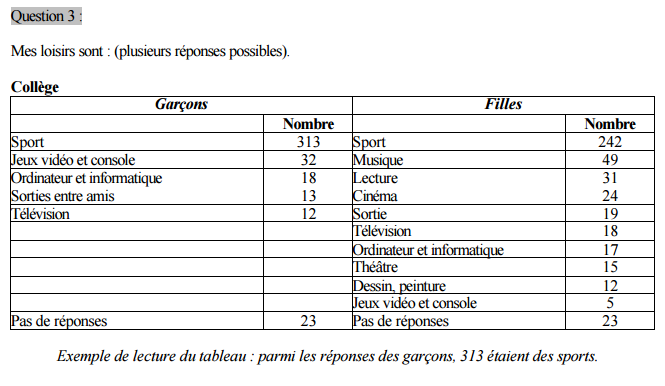 Question 3 :
Mes loisirs sont : (plusieurs réponses possibles).
Collège
Garçons Filles
Nombre Nombre
Sport 313 Sport 242
Jeux vidéo et console 32 Musique 49
Ordinateur et informatique 18 Lecture 31
Sorties entre amis 13 Cinéma 24
Télévision 12 Sortie 19
Télévision 18
Ordinateur et informatique 17
Théâtre 15
Dessin, peinture 12
Jeux vidéo et console 5
Pas de réponses 23 Pas de réponses 23
Exemple de lecture du tableau : parmi les réponses des garçons, 313 étaient des sports.